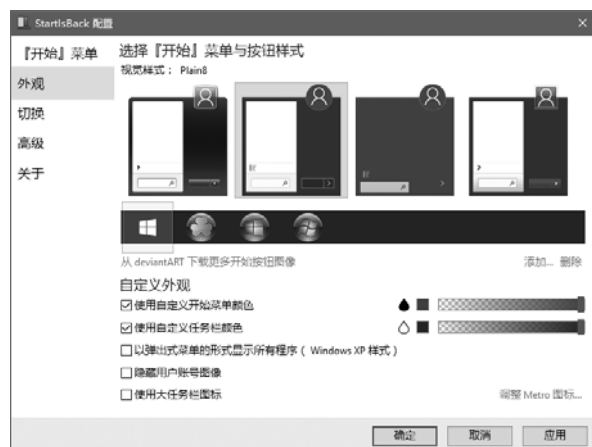 StartIsBack 配置
『开始』菜单
外观
切换
高级
关于
选择『开始』菜单与按钮样式
视觉样式： Plain8
从 deviantART 下载更多开始按钮图像
添加... 删除
自定义外观
使用自定义开始菜单颜色
使用自定义任务栏颜色
以弹出式菜单的形式显示所有程序 ( Windows XP 样式 )
隐藏用户账号图像
使用大任务栏图标
调整 Metro 图标...
确定 取消 应用